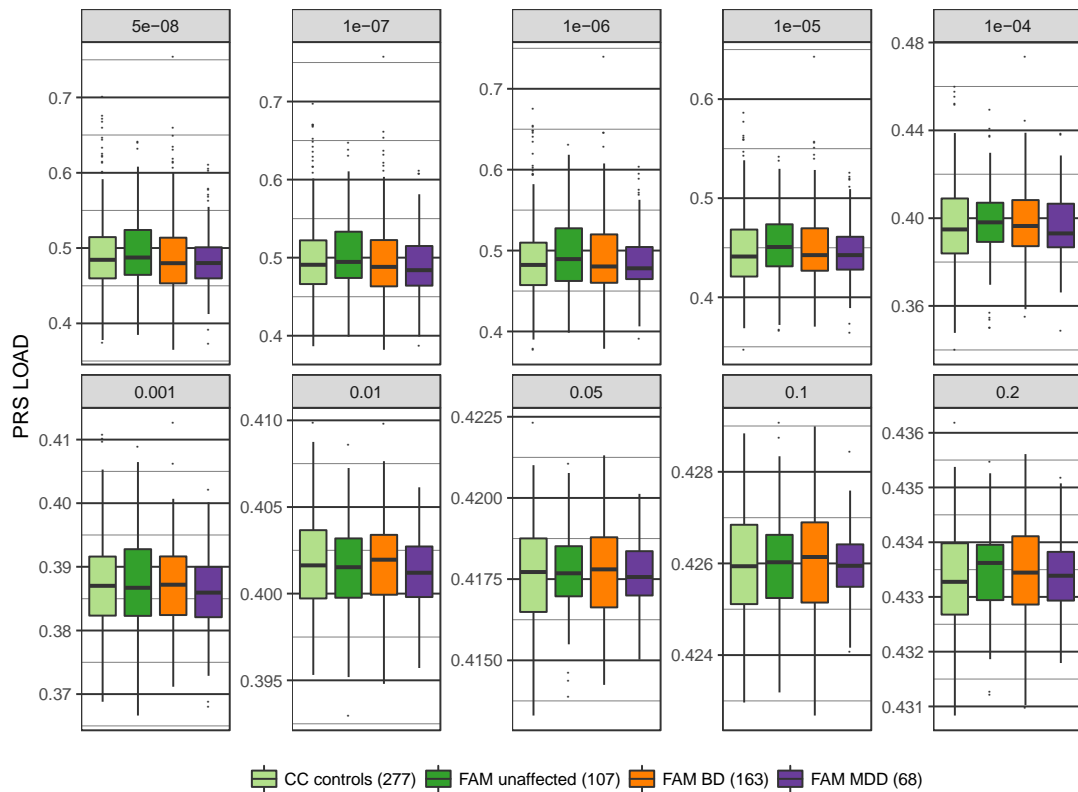 5e−08 1e−07 1e−06 1e−05 1e−04
0.7 0.6 0.5 0.4
0.7 0.6 0.5 0.4
0.7 0.6 0.5 0.4
0.6 0.5 0.4
0.48 0.44 0.40 0.36
PRS LOAD
0.001 0.01 0.05 0.1 0.2
0.41 0.40 0.39 0.38 0.37
0.410 0.405 0.400 0.395
0.4225 0.4200 0.4175 0.4150
0.428 0.426 0.424
0.436 0.435 0.434 0.433 0.432 0.431
CC controls (277) FAM unaffected (107) FAM BD (163) FAM MDD (68)